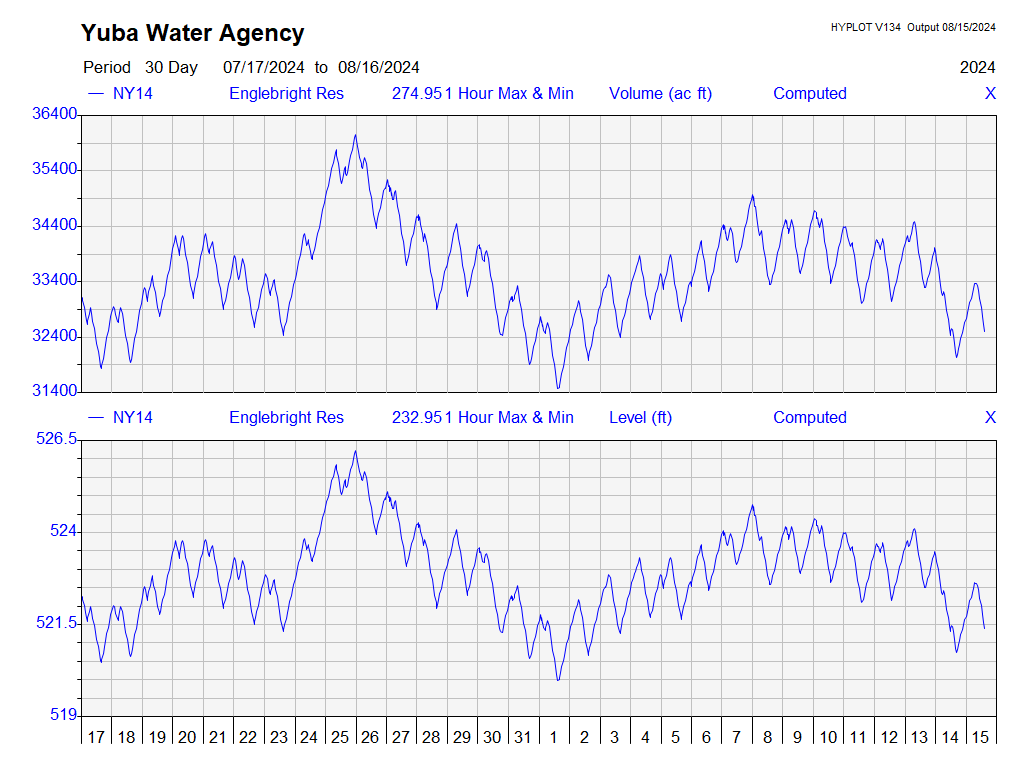 Yuba Water Agency
HYPLOT V134 Output 08/15/2024
Period 30 Day 07/17/2024 to 08/16/2024 2024
— NY14 Englebright Res 274.951 Hour Max & Min Volume (ac ft) Computed X
36400
35400
34400
33400
32400
31400
— NY14 Englebright Res 232.951 Hour Max & Min Level (ft) Computed X
526.5
524
521.5
519
17 18 19 20 21 22 23 24 25 26 27 28 29 30 31 1 2 3 4 5 6 7 8 9 10 11 12 13 14 15